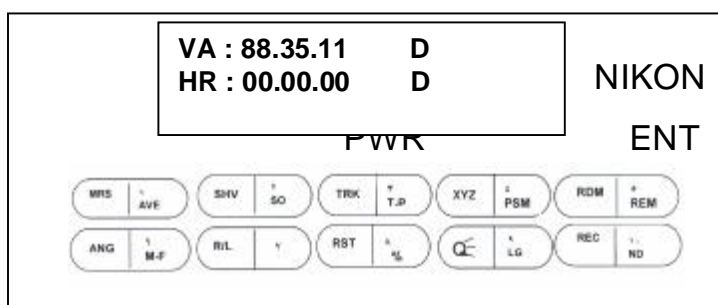 VA : 88.35.11 D
HR : 00.00.00 D
NIKON
PWR ENT
MRS AVE SHV SO TRK T.P XYZ PSM RDM REM
ANG M-F R/L RST LG REC ND